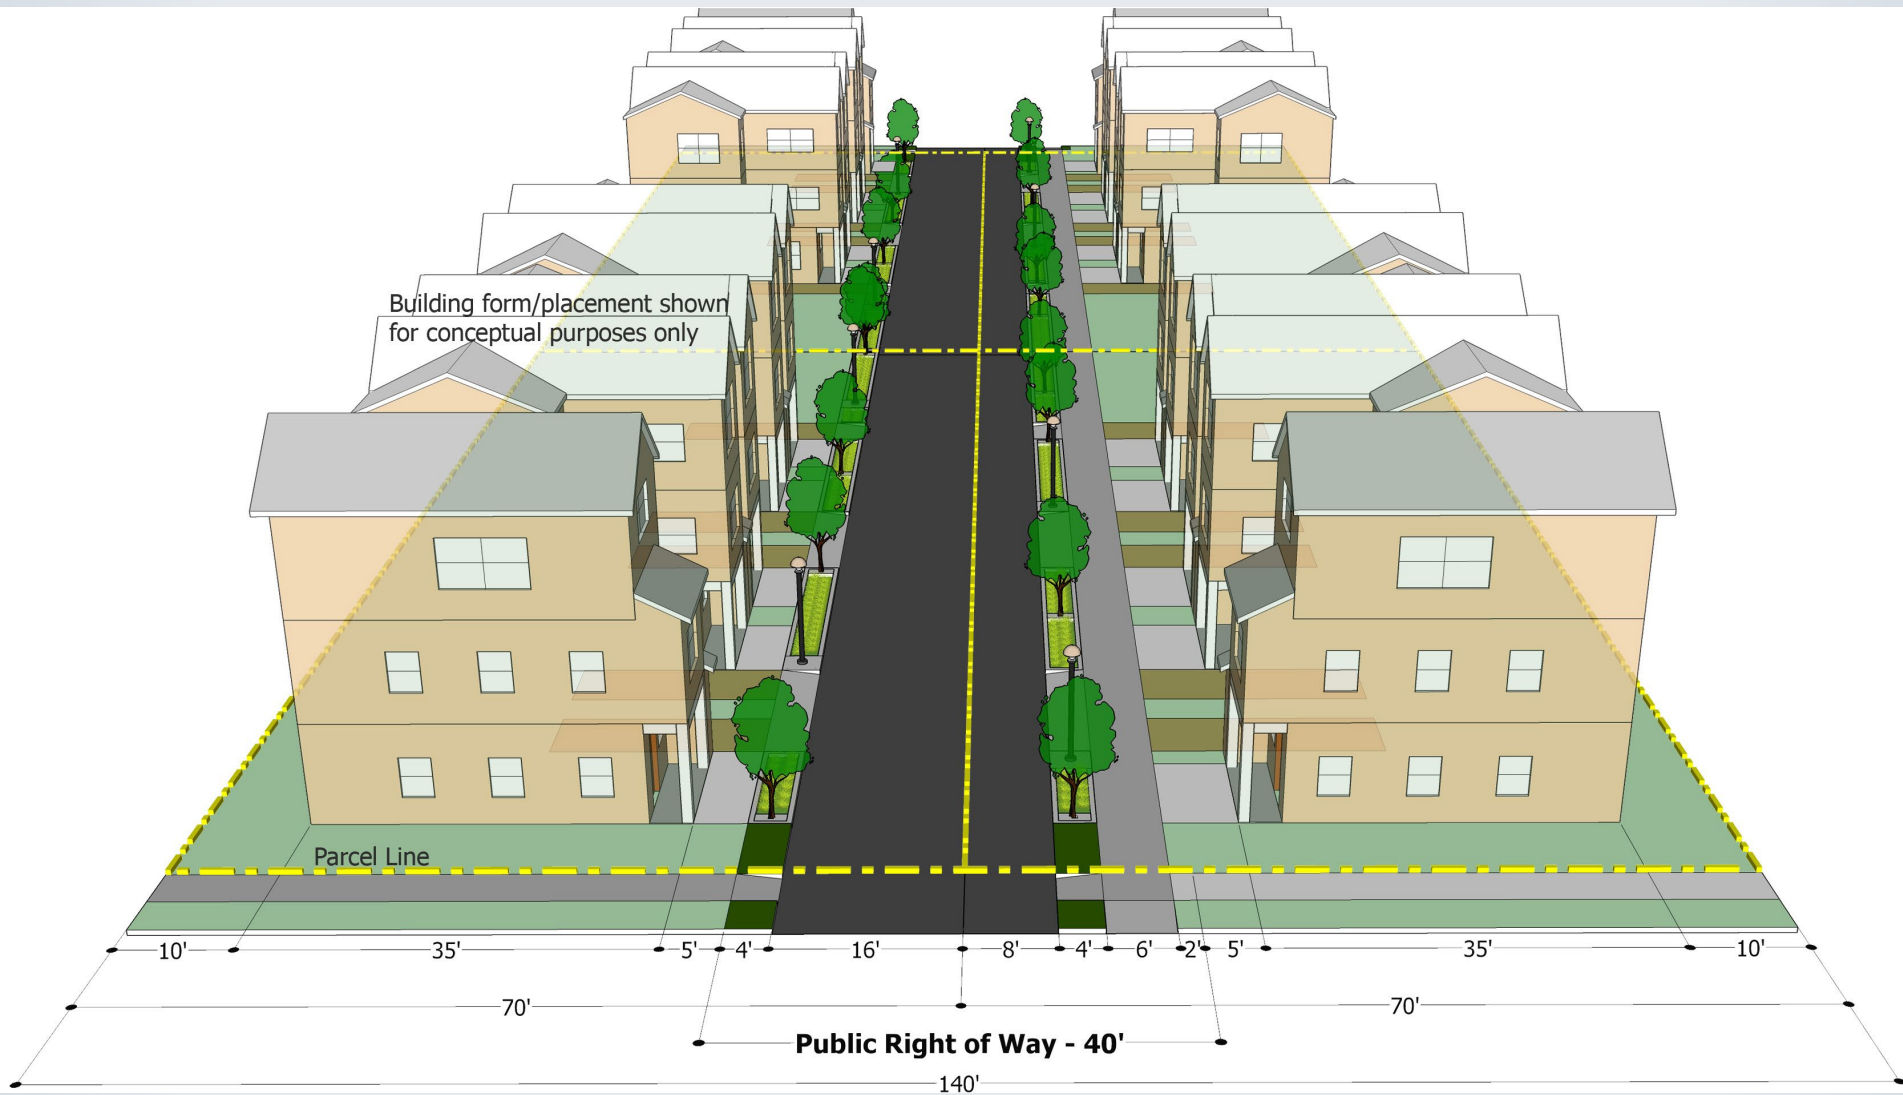 Building form/placement shown
for conceptual purposes only
Parcel Line
10' 35' 5' 4' 16' 8' 4' 6' 2' 5' 35' 10'
70' 70'
Public Right of Way - 40'
140'